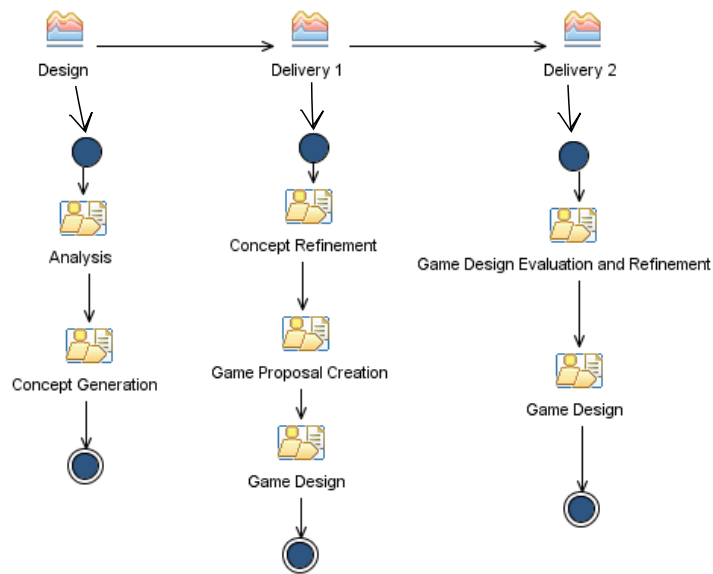 Design
Delivery 1
Delivery 2
Analysis
Concept Refinement
Game Design Evaluation and Refinement
Concept Generation
Game Proposal Creation
Game Design
Game Design